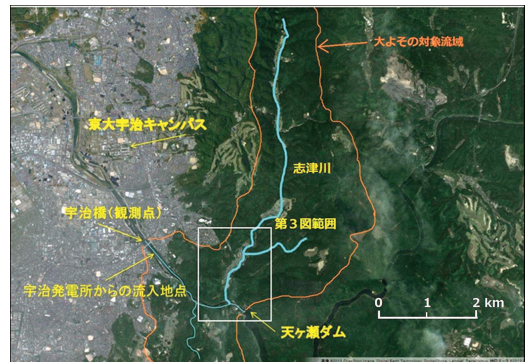 大よその対象流域
東大宇治キャンパス
志津川
宇治橋(観測点)
第3図範囲
宇治発電所からの流入地点
0 1 2 km
天ヶ瀬ダム